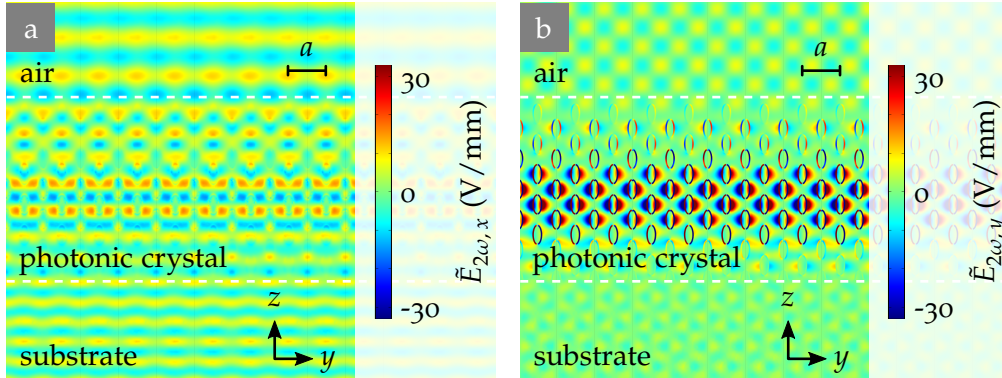 a
air
a
photonic crystal
substrate
z
y
30
0
-30
Ẽ2ω,x (V/mm)
b
air
a
photonic crystal
substrate
z
y
30
0
-30
Ẽ2ω,y (V/mm)